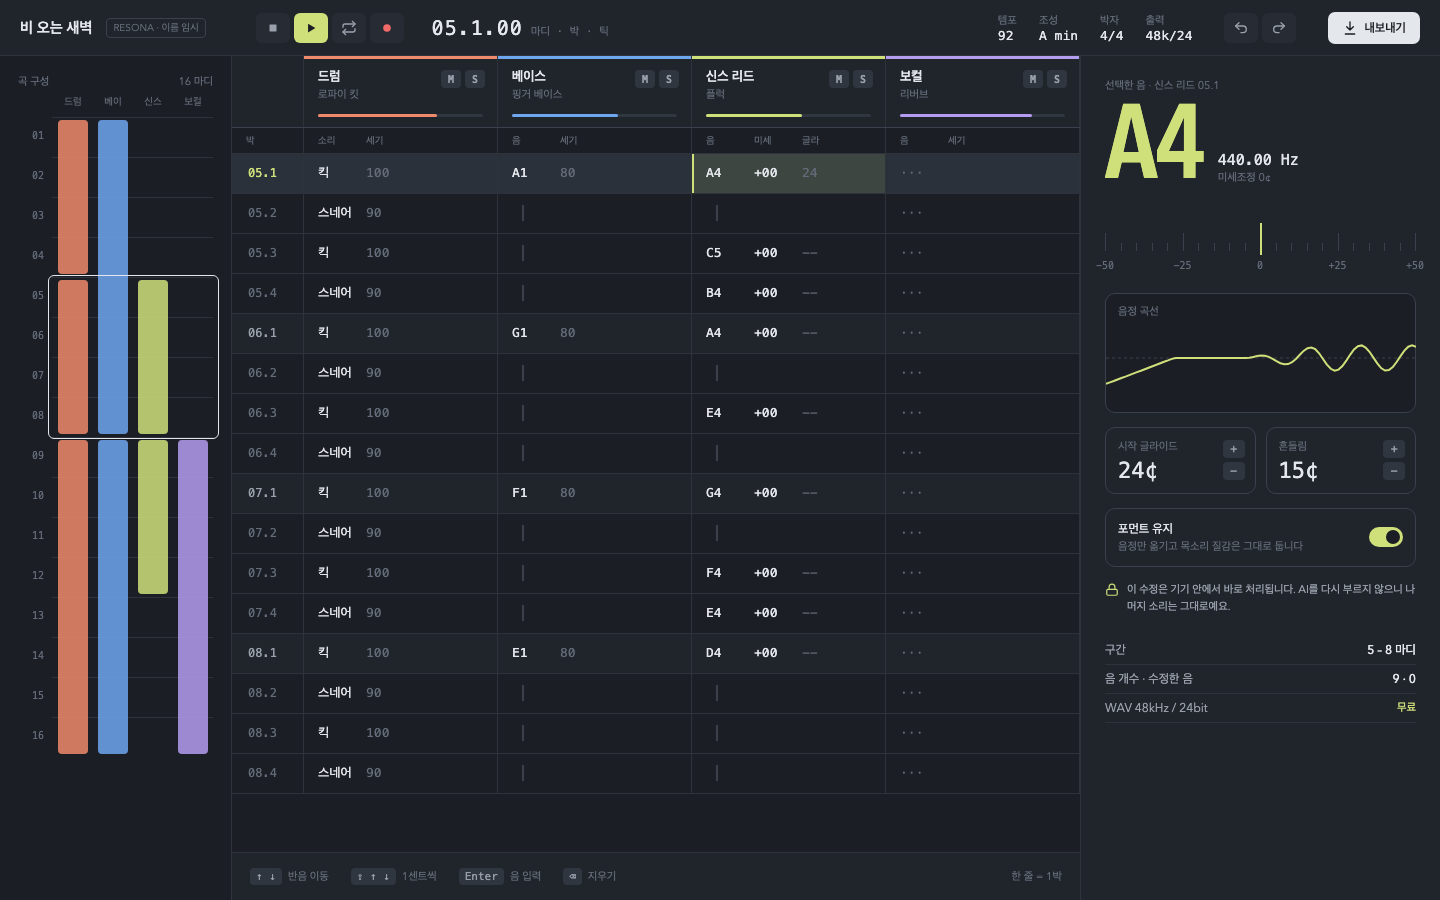 비 오는 새벽 RESONA · 이름 임시 05.1.00 마디 · 박 · 틱 템포 92 조성 A min 박자 4/4 출력 48k/24 내보내기
곡 구성 16 마디
드럼 베이 신스 보컬
01
02
03
04
05
06
07
08
09
10
11
12
13
14
15
16
드럼 M S 베이스 M S 신스 리드 M S 보컬 M S
로파이 킷 핑거 베이스 플럭 리버브
박 소리 세기 음 세기 음 미세 글라 음 세기
05.1 킥 100 A1 80 A4 +00 24 ···
05.2 스네어 90 | | ···
05.3 킥 100 | C5 +00 —— ···
05.4 스네어 90 | B4 +00 —— ···
06.1 킥 100 G1 80 A4 +00 —— ···
06.2 스네어 90 | | ···
06.3 킥 100 | E4 +00 —— ···
06.4 스네어 90 | | ···
07.1 킥 100 F1 80 G4 +00 —— ···
07.2 스네어 90 | | ···
07.3 킥 100 | F4 +00 —— ···
07.4 스네어 90 | E4 +00 —— ···
08.1 킥 100 E1 80 D4 +00 —— ···
08.2 스네어 90 | | ···
08.3 킥 100 | | ···
08.4 스네어 90 | | ···
↑ ↓ 반음 이동 ⇧ ↑ ↓ 1센트씩 Enter 음 입력 ⌫ 지우기 한 줄 = 1박
선택한 음 · 신스 리드 05.1
A4 440.00 Hz
미세조정 0¢
−50 −25 0 +25 +50
음정 곡선
시작 글라이드 + 흔들림 +
24¢ − 15¢ −
포먼트 유지
음정만 옮기고 목소리 질감은 그대로 둡니다
이 수정은 기기 안에서 바로 처리됩니다. AI를 다시 부르지 않으니 나
머지 소리는 그대로예요.
구간 5 - 8 마디
음 개수 · 수정한 음 9 · 0
WAV 48kHz / 24bit 무료